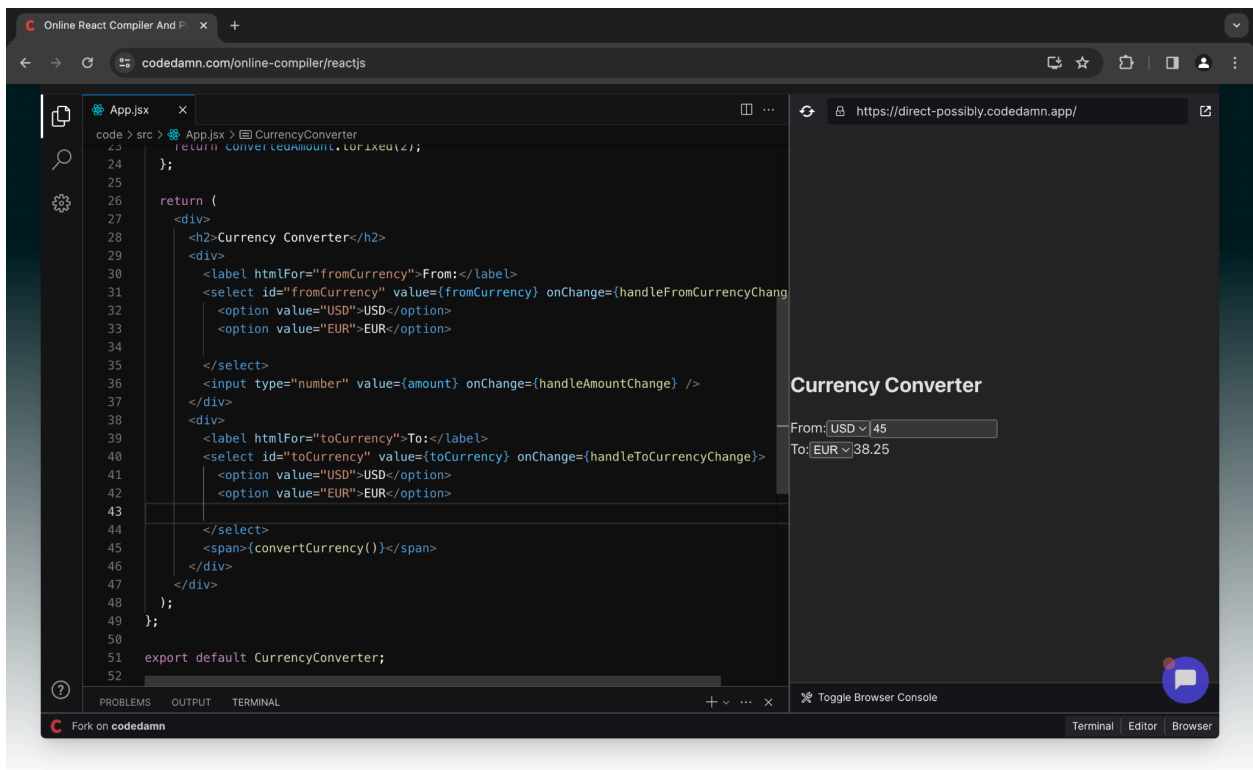 Online React Compiler And Pl
codedamn.com/online-compiler/reactjs
App.jsx
code > src > App.jsx > CurrencyConverter
23 return convertedAmount.toFixed(2);
24 };
25
26 return (
27 <div>
28 <h2>Currency Converter</h2>
29 <div>
30 <label htmlFor="fromCurrency">From:</label>
31 <select id="fromCurrency" value={fromCurrency} onChange={handleFromCurrencyChang
32 <option value="USD">USD</option>
33 <option value="EUR">EUR</option>
34
35 </select>
36 <input type="number" value={amount} onChange={handleAmountChange} />
37 </div>
38 <div>
39 <label htmlFor="toCurrency">To:</label>
40 <select id="toCurrency" value={toCurrency} onChange={handleToCurrencyChange}>
41 <option value="USD">USD</option>
42 <option value="EUR">EUR</option>
43
44 </select>
45 <span>{convertCurrency()}</span>
46 </div>
47 </div>
48 );
49 };
50
51 export default CurrencyConverter;
52
PROBLEMS OUTPUT TERMINAL
https://direct-possibly.codedamn.app/
Currency Converter
From: USD 45
To: EUR 38.25
Toggle Browser Console
Fork on codedamn
Terminal Editor Browser